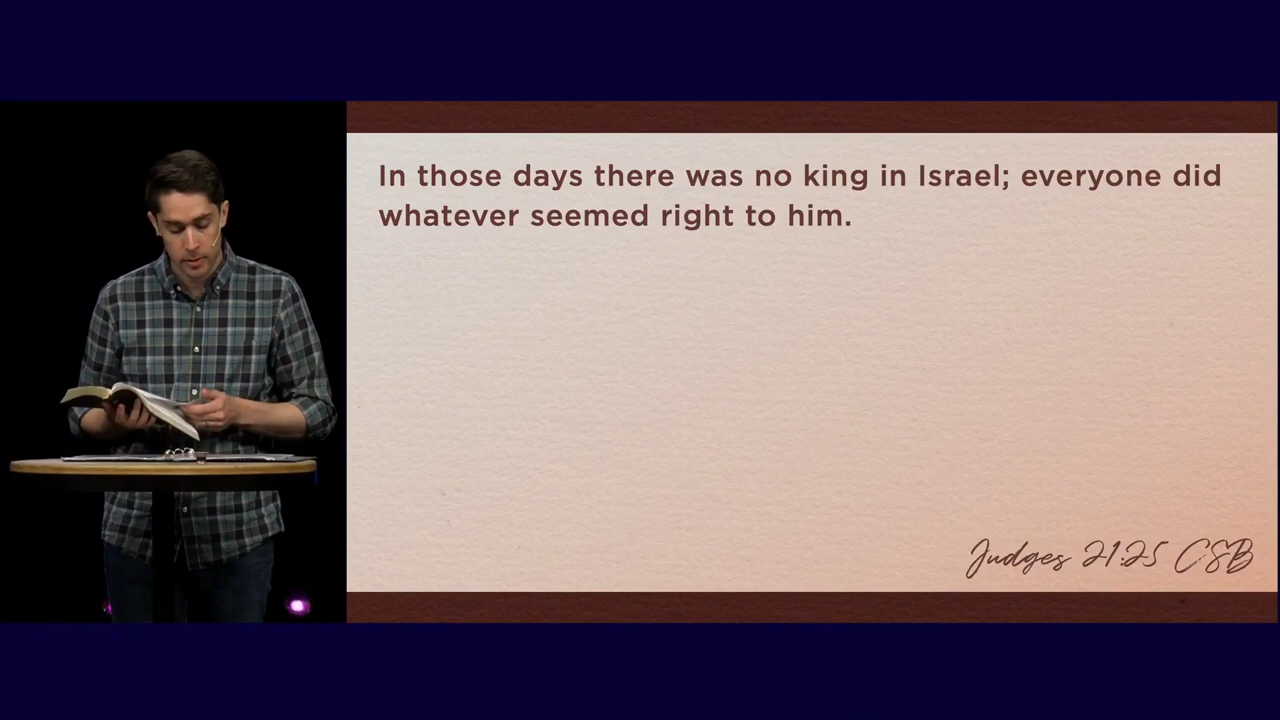 In those days there was no king in Israel; everyone did
whatever seemed right to him.
Judges 21:25 CSB